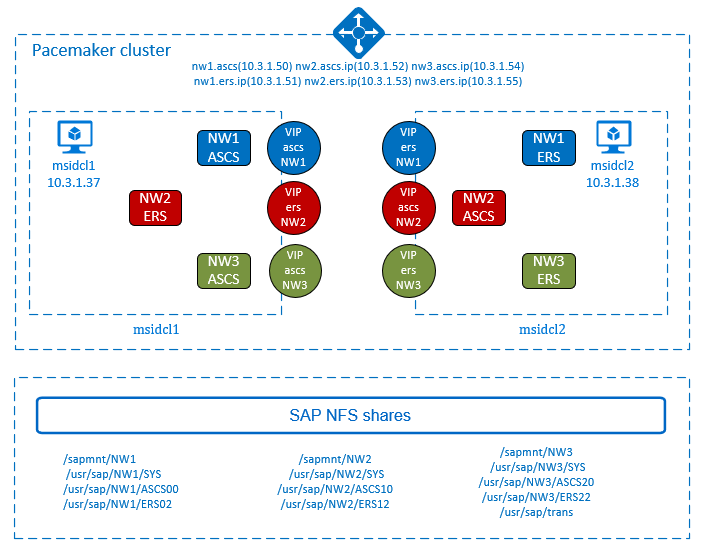 Pacemaker cluster
nw1.ascs(10.3.1.50) nw2.ascs.ip(10.3.1.52) nw3.ascs.ip(10.3.1.54)
nw1.ers.ip(10.3.1.51) nw2.ers.ip(10.3.1.53) nw3.ers.ip(10.3.1.55)
msidcl1
10.3.1.37
NW1
ASCS
VIP
ascs
NW1
VIP
ers
NW1
NW1
ERS
msidcl2
10.3.1.38
NW2
ERS
VIP
ers
NW2
VIP
ascs
NW2
NW2
ASCS
NW3
ASCS
VIP
ascs
NW3
VIP
ers
NW3
NW3
ERS
msidcl1
msidcl2
SAP NFS shares
/sapmnt/NW1
/usr/sap/NW1/SYS
/usr/sap/NW1/ASCS00
/usr/sap/NW1/ERS02
/sapmnt/NW2
/usr/sap/NW2/SYS
/usr/sap/NW2/ASCS10
/usr/sap/NW2/ERS12
/sapmnt/NW3
/usr/sap/NW3/SYS
/usr/sap/NW3/ASCS20
/usr/sap/NW3/ERS22
/usr/sap/trans